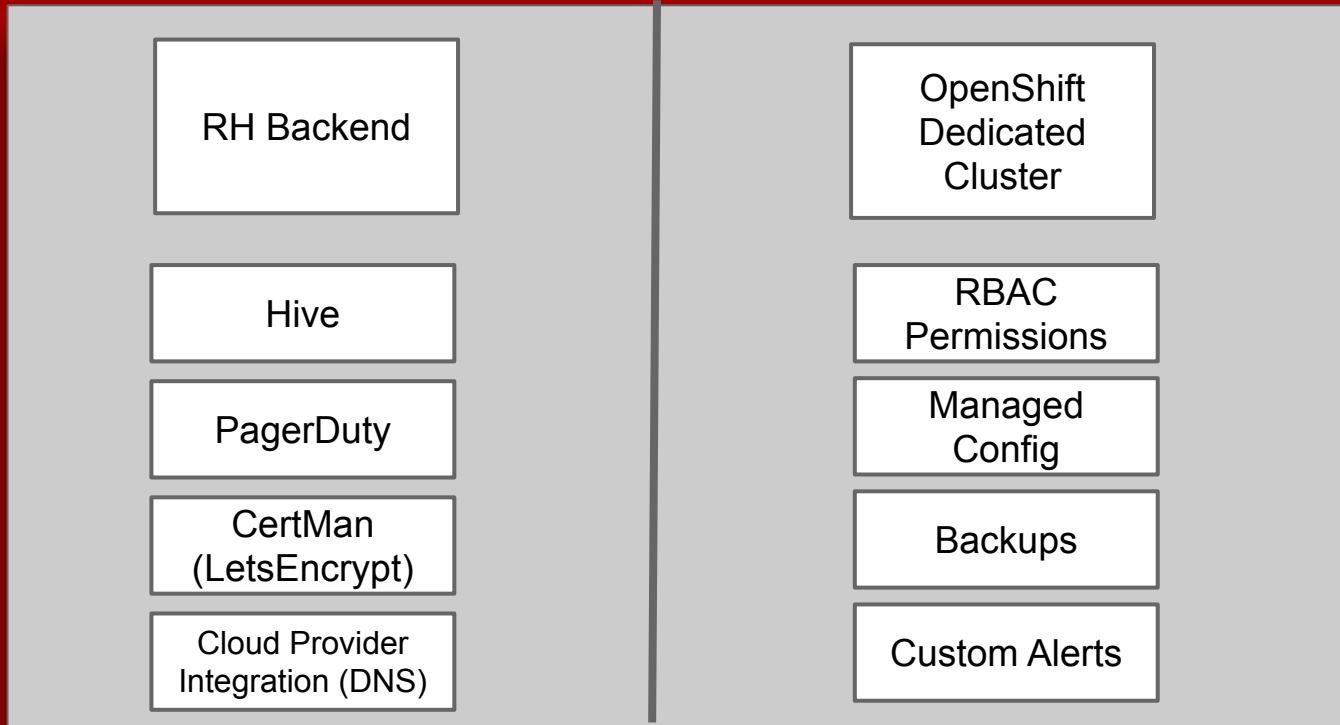 RH Backend
Hive
PagerDuty
CertMan
(LetsEncrypt)
Cloud Provider
Integration (DNS)
OpenShift
Dedicated
Cluster
RBAC
Permissions
Managed
Config
Backups
Custom Alerts